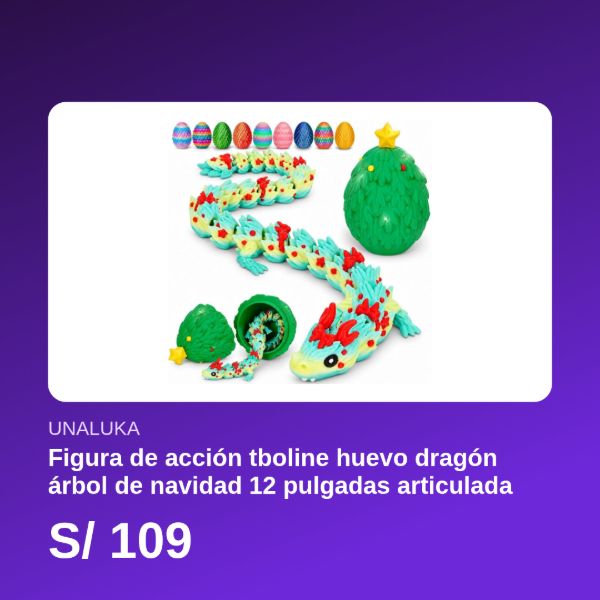 UNALUKA
Figura de acción tboline huevo dragón
árbol de navidad 12 pulgadas articulada
S/ 109